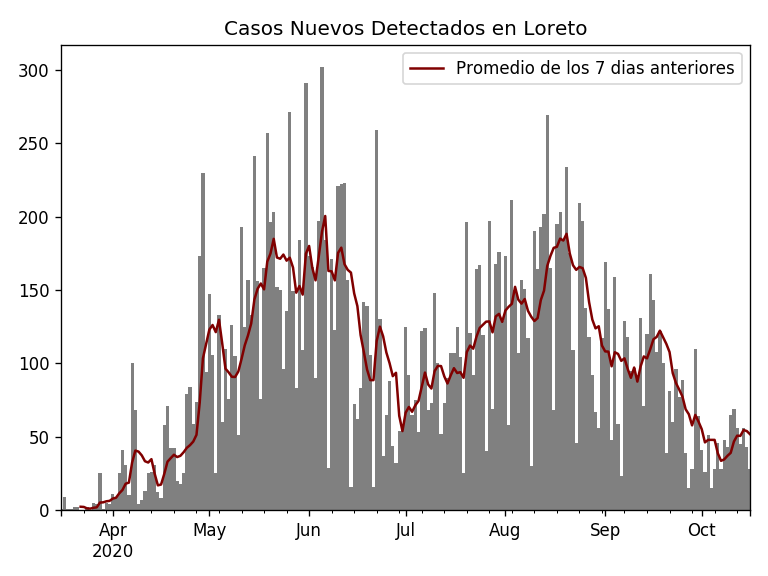 Casos Nuevos Detectados en Loreto
Promedio de los 7 dias anteriores
300
250
200
150
100
50
0
Apr May Jun Jul Aug Sep Oct
2020